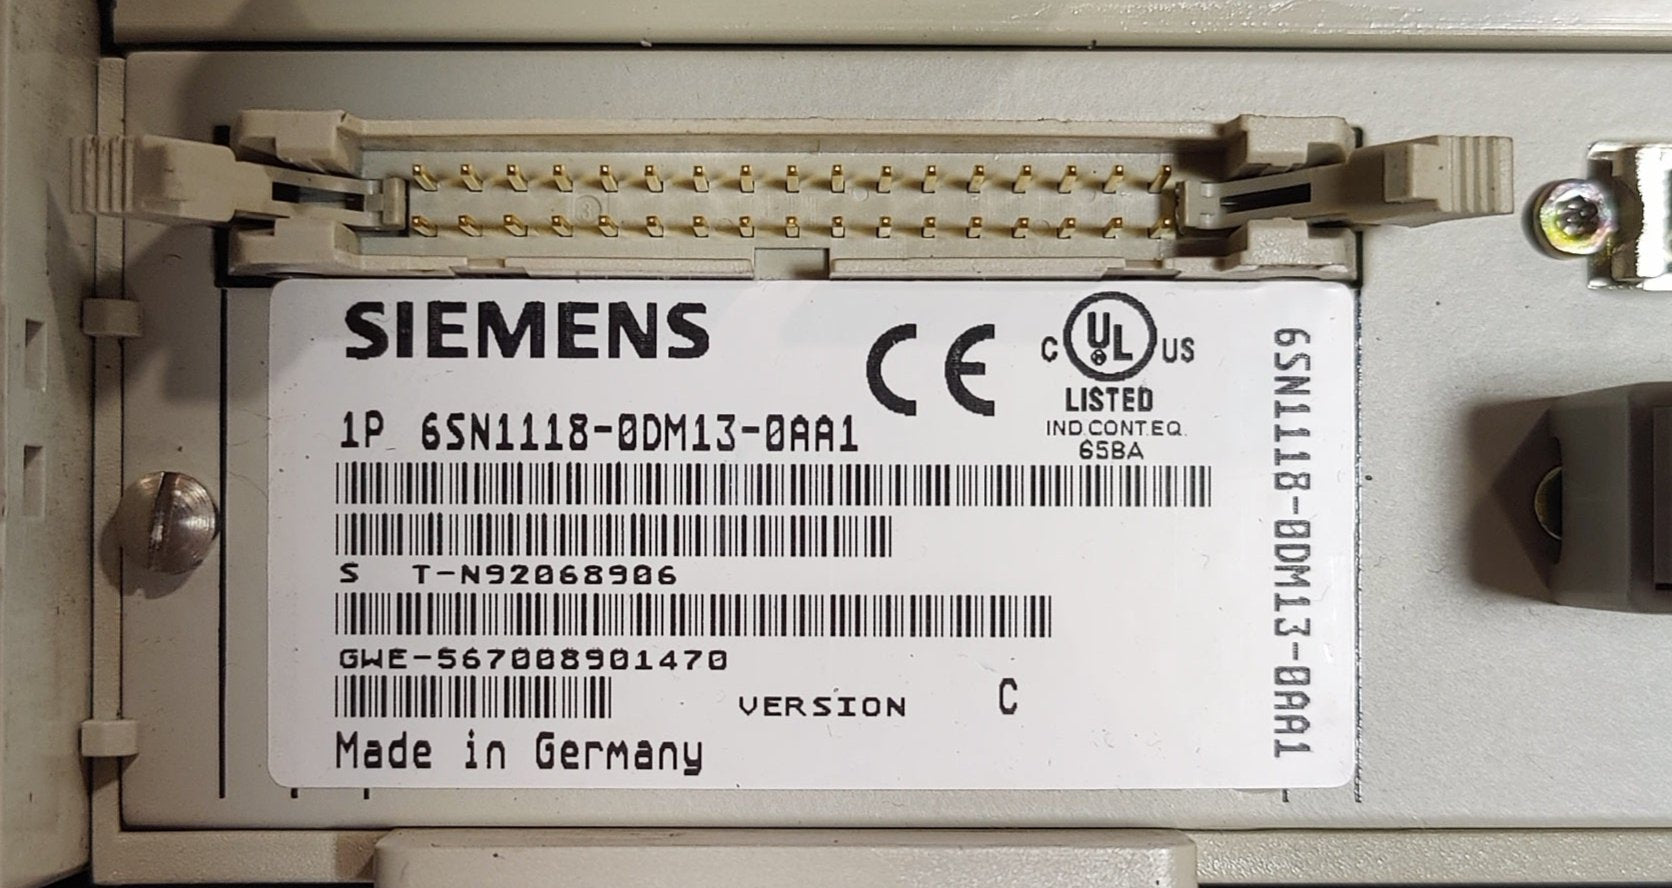 SIEMENS
CE
C UL US
LISTED
IND.CONT.EQ.
65BA
1P 6SN1118-0DM13-0AA1
S T-N92068906
GWE-567008901470
VERSION C
Made in Germany
6SN1118-0DM13-0AA1